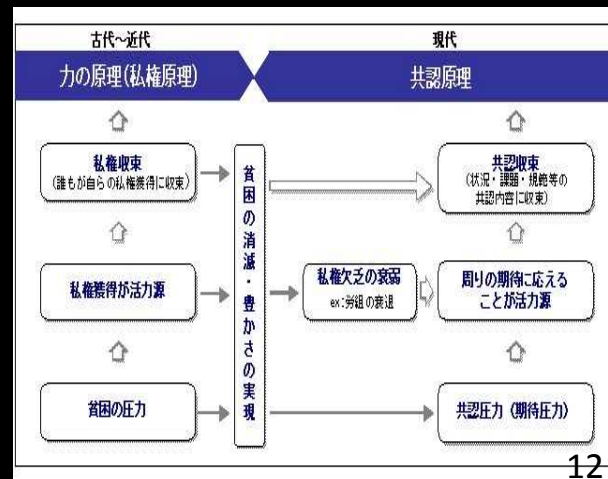 古代～近代
現代
力の原理(私権原理)
共認原理
私権収束
(誰もが自らの私権獲得に収束)
共認収束
(状況・課題・規範等の
共認内容に収束)
貧困の消滅・豊かさの実現
私権獲得が活力源
私権欠乏の衰弱
ex:労組の衰退
周りの期待に応える
ことが活力源
貧困の圧力
共認圧力(期待圧力)
12